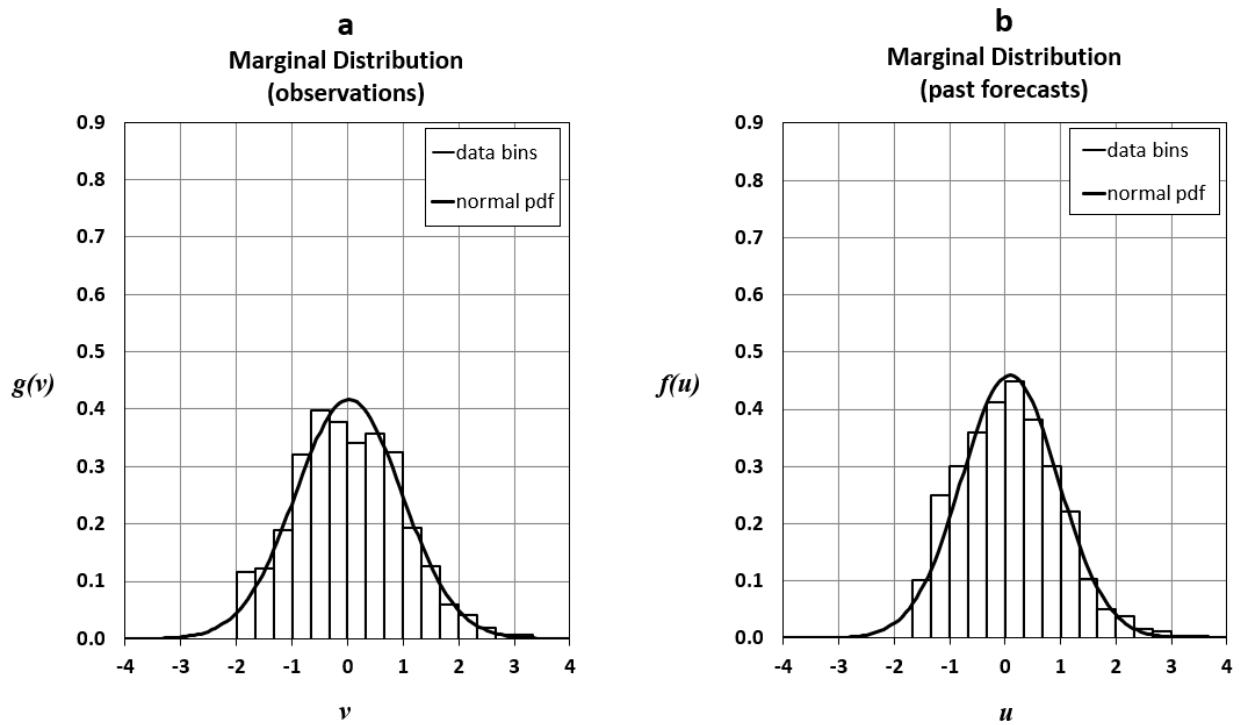 a
Marginal Distribution
(observations)
0.9
0.8
0.7
0.6
0.5
0.4
0.3
0.2
0.1
0.0
g(v)
data bins
normal pdf
-4 -3 -2 -1 0 1 2 3 4
v
b
Marginal Distribution
(past forecasts)
0.9
0.8
0.7
0.6
0.5
0.4
0.3
0.2
0.1
0.0
f(u)
data bins
normal pdf
-4 -3 -2 -1 0 1 2 3 4
u